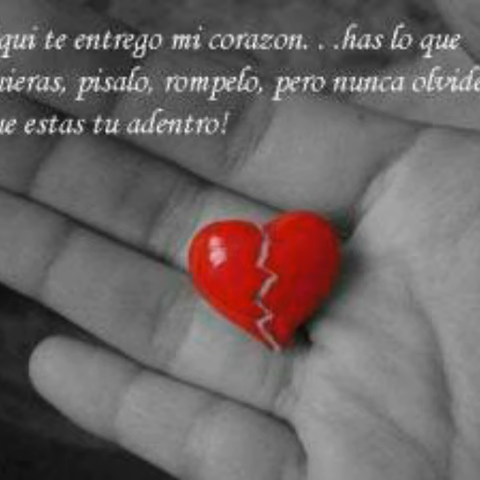 qui te entrego mi corazon. . .has lo que
uieras, pisalo, rompelo, pero nunca olvide
ue estas tu adentro!